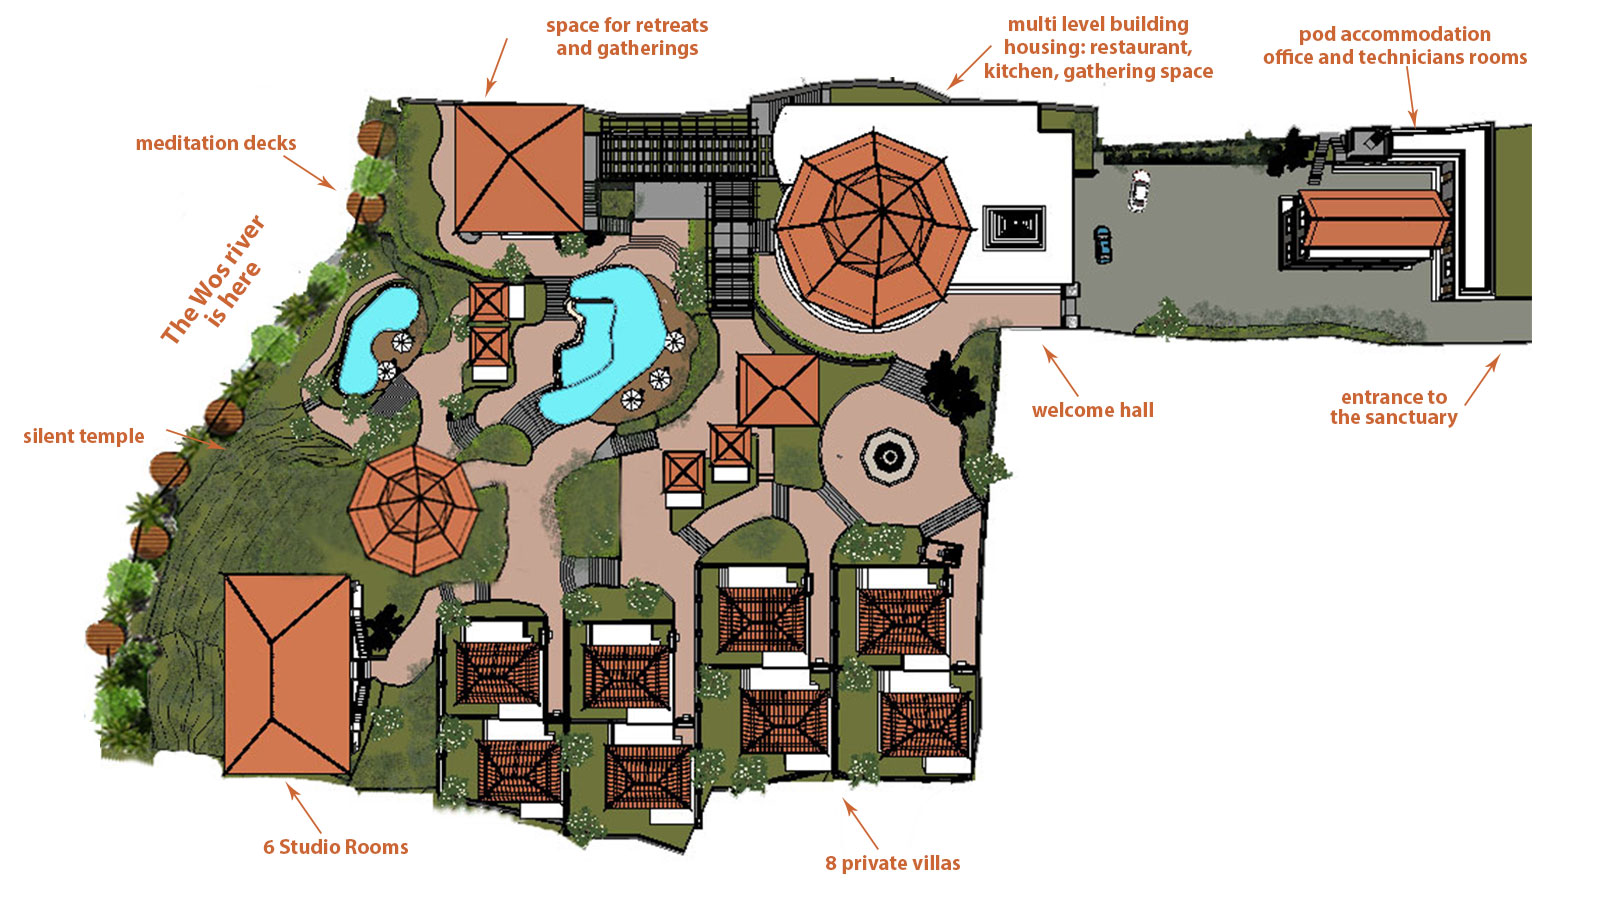 space for retreats
and gatherings
multi level building
housing: restaurant,
kitchen, gathering space
pod accommodation
office and technicians rooms
meditation decks
The Wos river
is here
silent temple
welcome hall
entrance to
the sanctuary
6 Studio Rooms
8 private villas